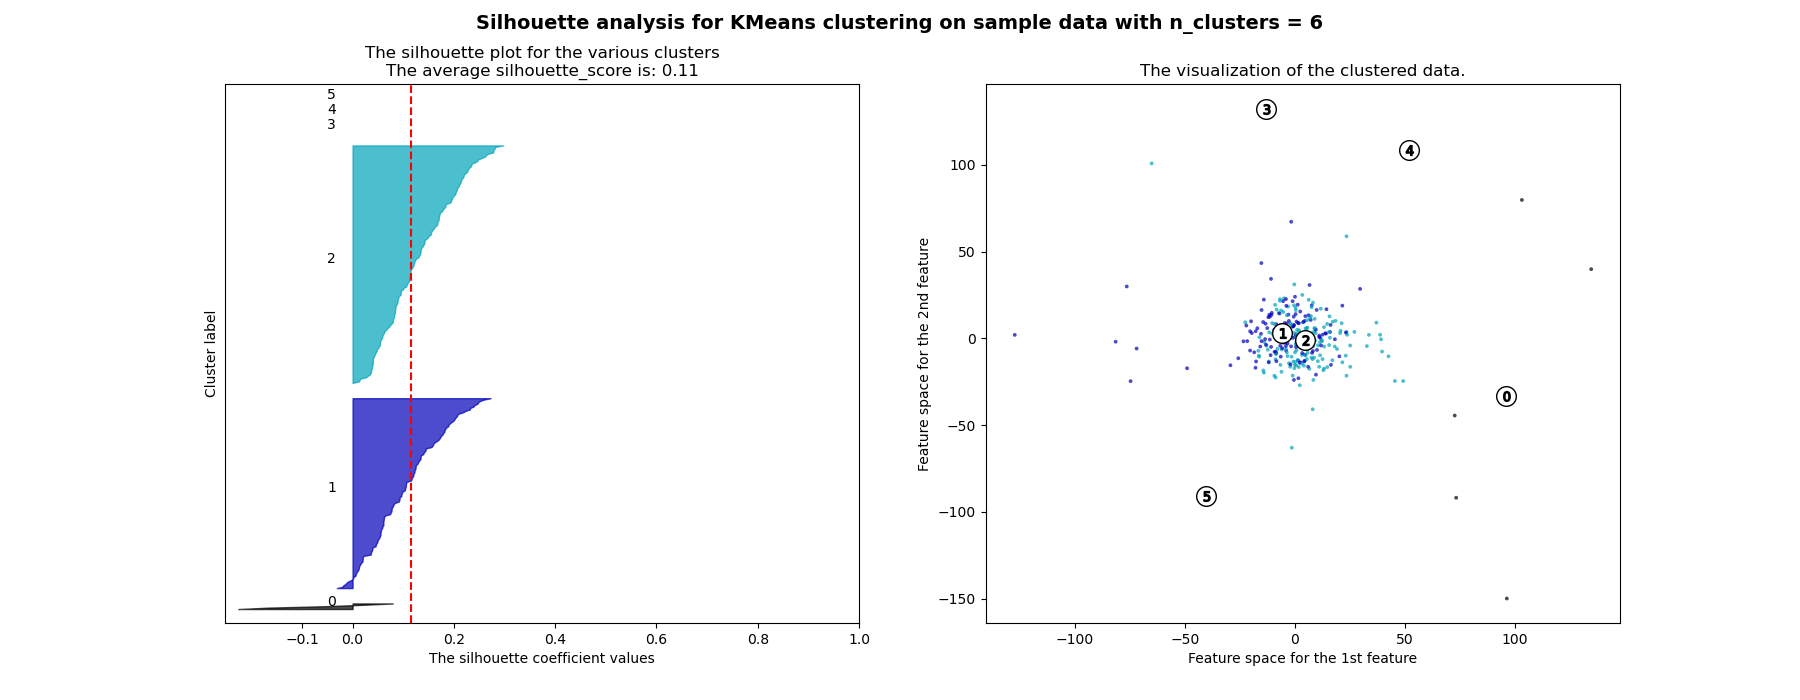 Silhouette analysis for KMeans clustering on sample data with n_clusters = 6
The silhouette plot for the various clusters
The average silhouette_score is: 0.11
5
4
3
2
1
0
Cluster label
−0.1 0.0 0.2 0.4 0.6 0.8 1.0
The silhouette coefficient values
The visualization of the clustered data.
3
4
1
2
0
5
100
50
0
−50
−100
−150
Feature space for the 2nd feature
−100 −50 0 50 100
Feature space for the 1st feature